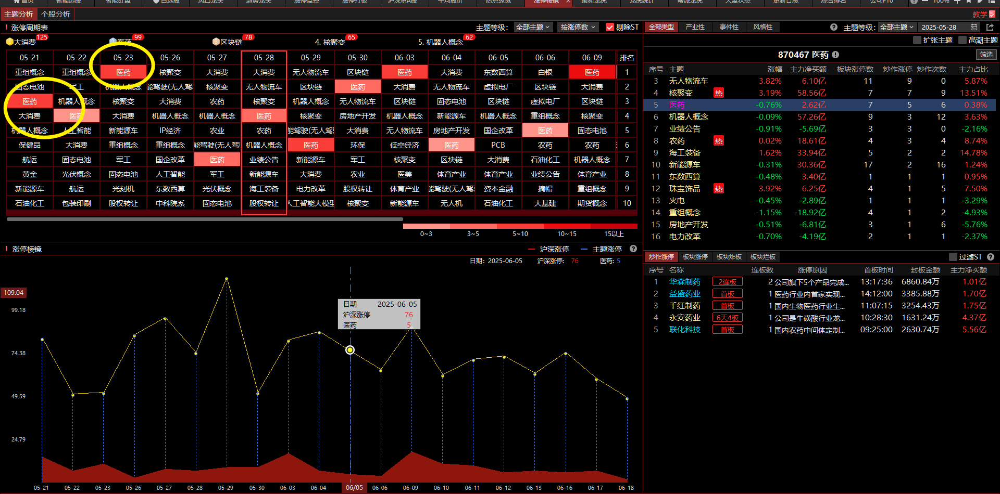 首页 智能选股 智能盯盘 自选股 风口龙头 趋势龙头 涨停监控 涨停打板 沪深京A股 平均股价 热点纵览 涨停棱镜 × 最新龙虎 龙虎统计 帮派龙虎 大盘状态 更新日志 综合排名 公司F10 100%
主题分析 个股分析 教学
涨停周期表 主题等级: 全部主题 按涨停数 剔除ST
大消费 125 医药 99 区块链 78 4. 核聚变 65 5. 机器人概念 62
05-21 05-22 05-23 05-26 05-27 05-28 05-29 05-30 06-03 06-04 06-05 06-06 06-09 排名
重组概念 重组概念 医药 核聚变 大消费 大消费 无人物流车 区块链 医药 大消费 东数西算 白银 医药 1
固态电池 军工 机器人概念 能驾驶(无人驾 核聚变 无人物流车 区块链 医药 大消费 无人物流车 虚拟电厂 区块链 大消费 2
医药 机器人概念 核聚变 大消费 农药 核聚变 机器人概念 无人物流车 区块链 固态电池 区块链 虚拟电厂 区块链 3
大消费 医药 大消费 机器人概念 机器人概念 医药 核聚变 房地产开发 机器人概念 新能源车 机器人概念 重组概念 核聚变 4
机器人概念 人工智能 新能源车 IP经济 农业 农药 能驾驶(无人驾 大消费 无人物流车 房地产开发 国企改革 医药 固态电池 5
保健品 大消费 重组概念 重组概念 能驾驶(无人驾 机器人概念 医药 环保 低空经济 医药 PCB 农药 农药 6
航运 固态电池 军工 国企改革 医药 业绩公告 新能源车 军工 核聚变 区块链 大消费 石油化工 机器人概念 7
黄金 光伏概念 固态电池 人工智能 军工 新能源车 大消费 农业 医美 体育产业 体育产业 业绩公告 体育产业 8
新能源车 航运 光刻机 东数西算 光伏概念 海工装备 电力改革 股权转让 体育产业 能驾驶(无人驾 资本金融 摘帽 重组概念 9
石油化工 包装印刷 股权转让 中科院系 固态电池 股权转让 人工智能大模型 核聚变 新能源车 无人机 石油化工 大基建 期货概念 10
0~3 3~5 5~10 10~15 15以上
涨停棱镜 沪深涨停 主题涨停
日期: 2025-06-05 沪深涨停: 76 医药: 5
109.04
99.18
74.38
49.59
24.79
日期 2025-06-05
沪深涨停 76
医药 5
05-21 05-22 05-23 05-26 05-27 05-28 05-29 05-30 06-03 06-04 06/05 06-06 06-09 06-10 06-11 06-12 06-13 06-16 06-17 06-18
全部类型 产业性 事件性 风格性 主题等级: 全部主题 2025-05-28
扩张主题 高潮主题
870467 医药 筛选
序号 主题 涨幅 主力净买额 板块涨停数 炒作涨停 炒作次数 主力占比
3 无人物流车 3.82% 6.10亿 11 9 0 5.87%
4 核聚变 热 3.19% 58.56亿 7 7 9 13.51%
5 医药 -0.76% 2.62亿 7 5 6 0.38%
6 机器人概念 -0.09% 57.26亿 9 3 12 3.63%
7 业绩公告 -0.91% -5.69亿 3 3 0 -2.16%
8 农药 热 0.02% 18.61亿 4 3 4 8.74%
9 海工装备 1.62% 33.94亿 5 2 2 14.78%
10 新能源车 -0.31% 30.36亿 17 2 16 1.24%
11 东数西算 -0.48% 3.40亿 1 1 1 0.95%
12 珠宝饰品 热 3.92% 6.25亿 4 1 5 7.50%
13 火电 -0.45% -2.89亿 1 1 1 -3.29%
14 重组概念 -1.15% -18.92亿 4 1 2 -4.93%
15 房地产开发 -0.51% -6.81亿 3 1 6 -5.76%
16 电力改革 -0.70% -4.19亿 2 1 1 -2.37%
炒作涨停 板块涨停 板块炸板 板块烂板 过滤ST
序号 名称 连板数 涨停原因 首板时间 封板金额 主力净买额
1 华森制药 2连板 2 公司旗下5个产品完成... 13:17:36 6860.84万 1.01亿
2 益盛药业 首板 1 医药行业内首家实现... 14:12:00 3385.88万 1.70亿
3 千红制药 首板 1 国内生物医药行业生... 11:07:15 3254.43万 1.75亿
4 永安药业 6天4板 1 公司是牛磺酸行业龙... 10:28:30 1631.24万 4.37亿
5 联化科技 首板 1 国内农药中间体定制... 09:25:00 2630.74万 5.56亿